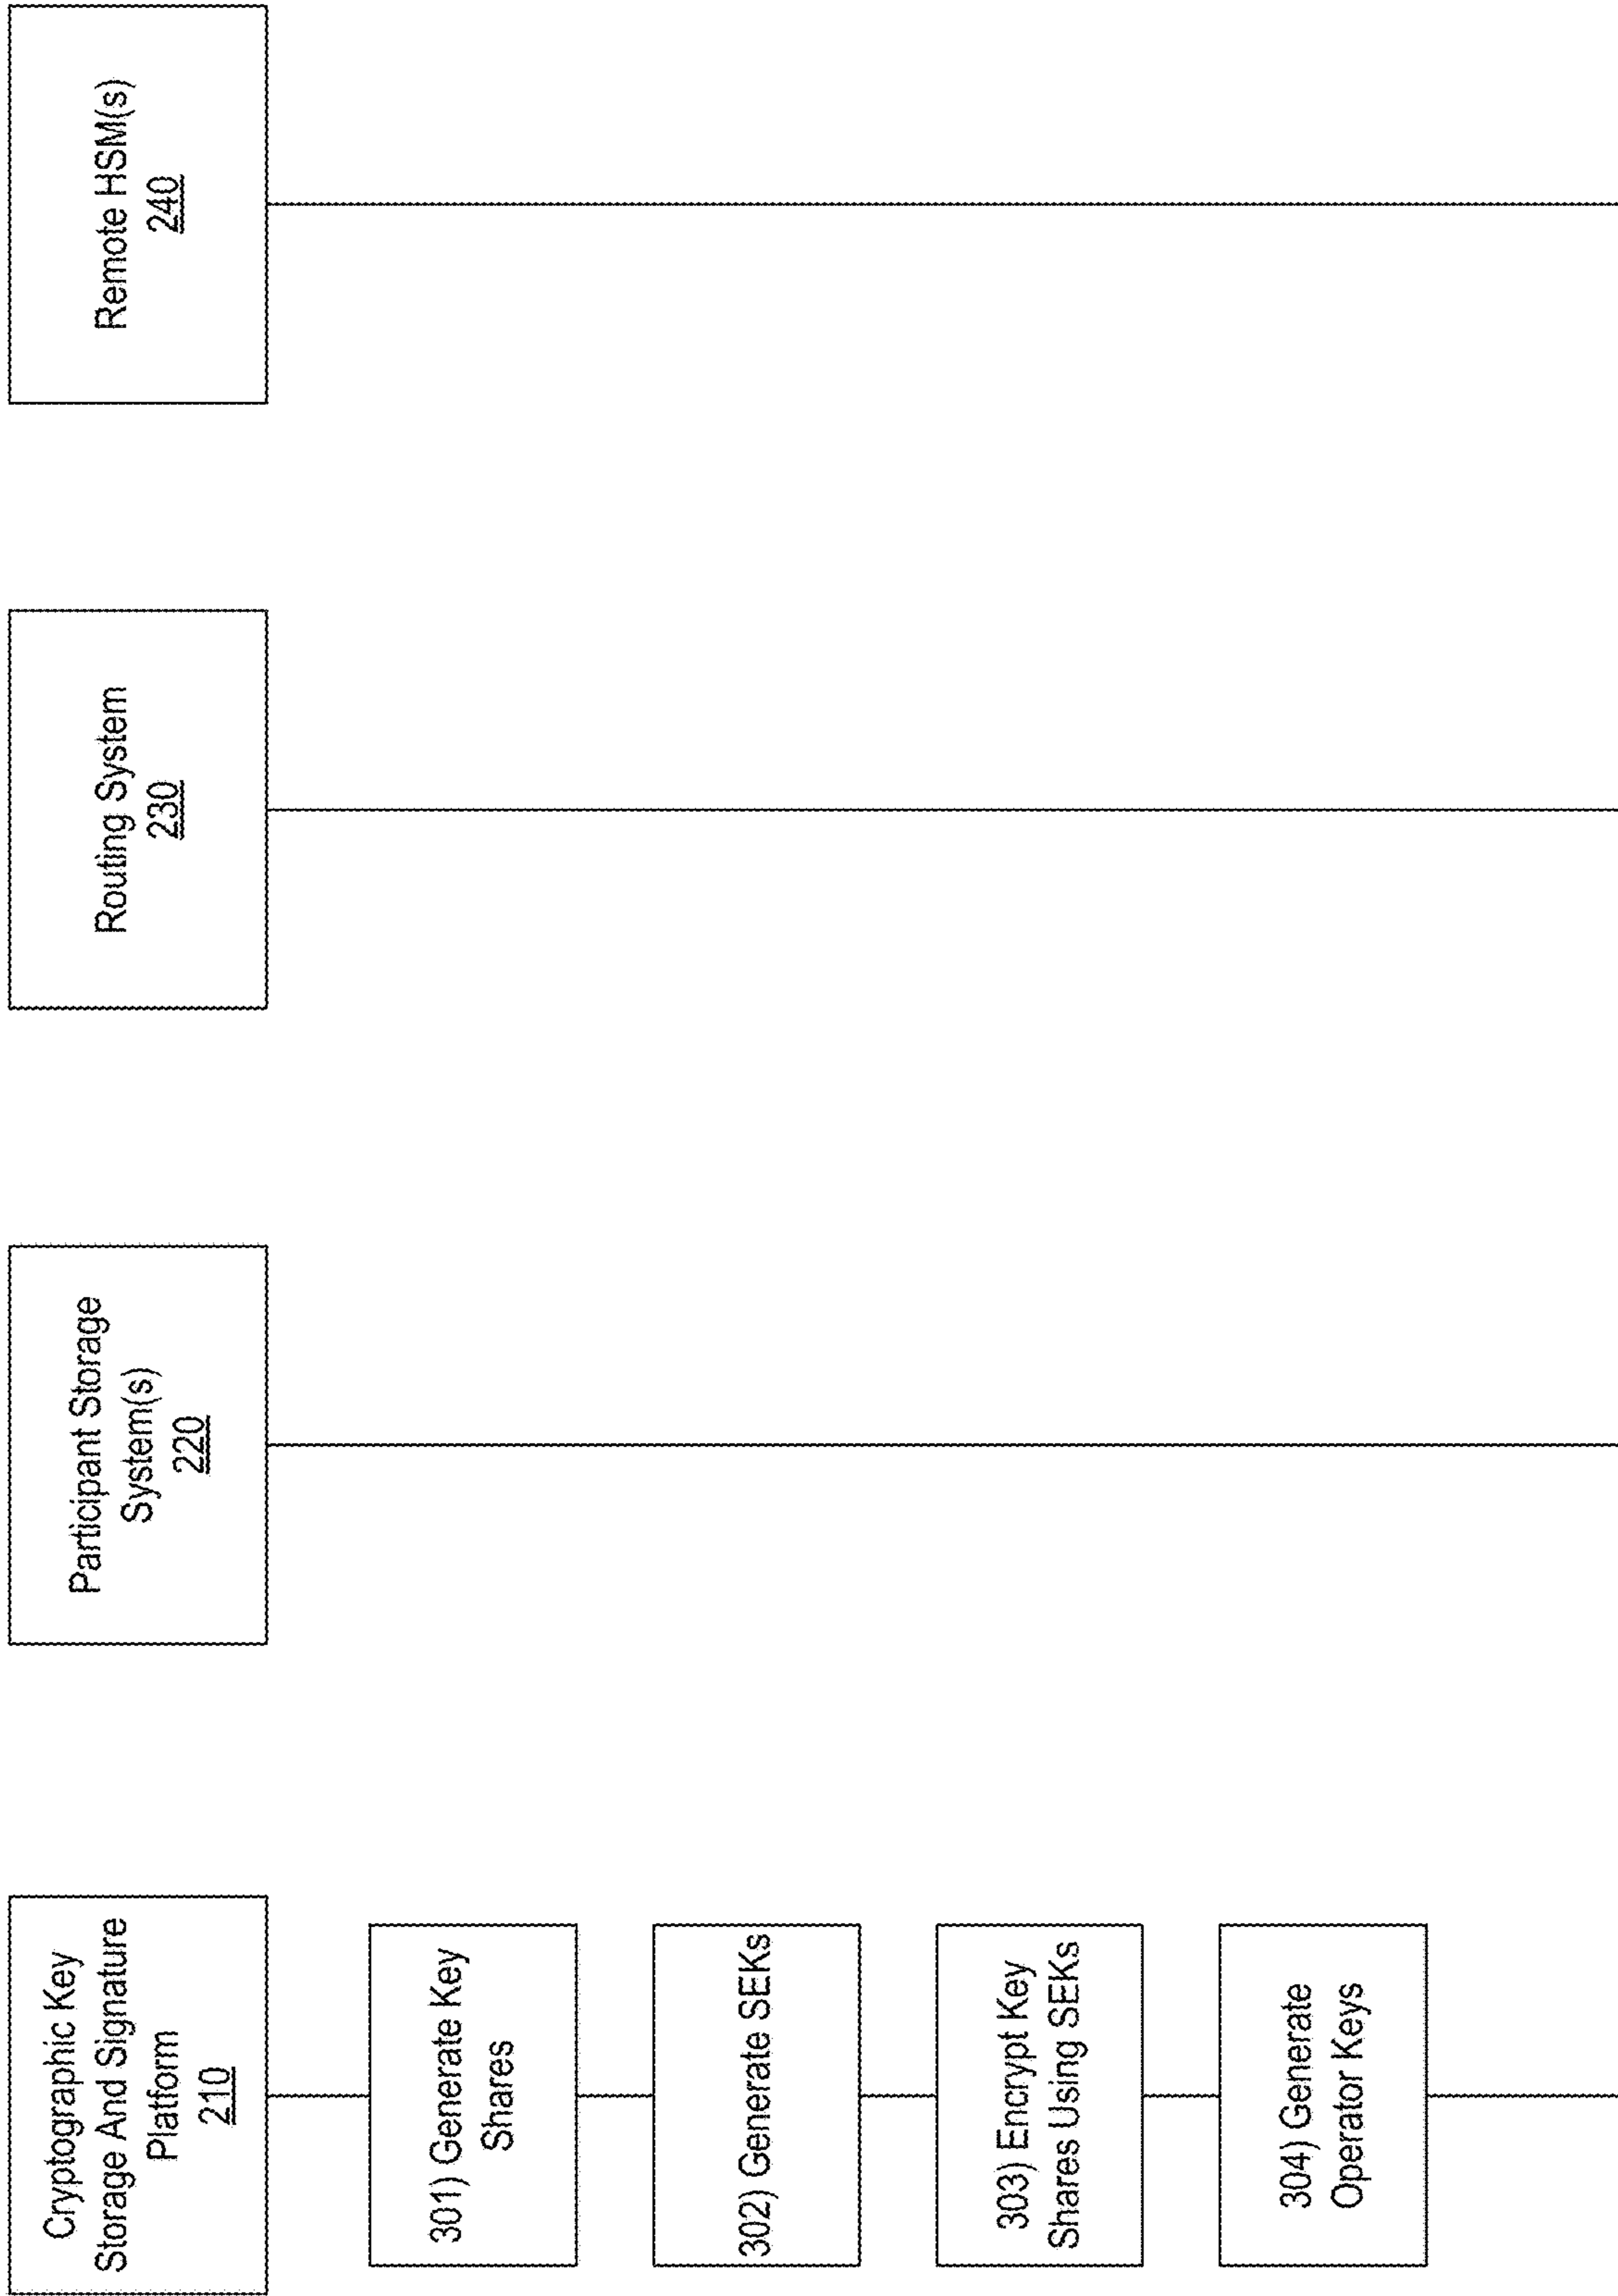 Cryptographic Key
Storage And Signature
Platform
210
Participant Storage
System(s)
220
Routing System
230
Remote HSM(s)
240
301) Generate Key
Shares
302) Generate SEKs
303) Encrypt Key
Shares Using SEKs
304) Generate
Operator Keys